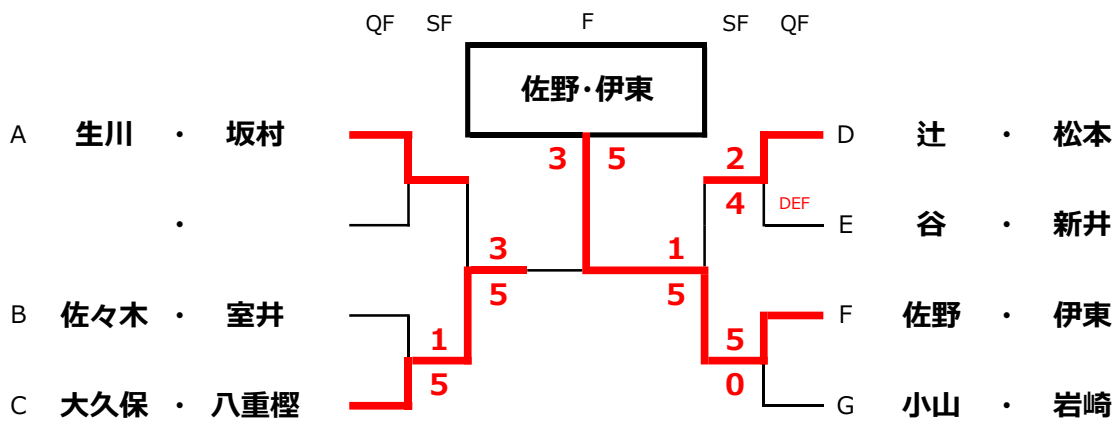 QF SF F SF QF
佐野・伊東
A 生川 ・ 坂村 D 辻 ・ 松本
3 5 2
4 DEF
・ E 谷 ・ 新井
3 1
5 5
B 佐々木 ・ 室井 F 佐野 ・ 伊東
1 5
5 0
C 大久保 ・ 八重樫 G 小山 ・ 岩崎